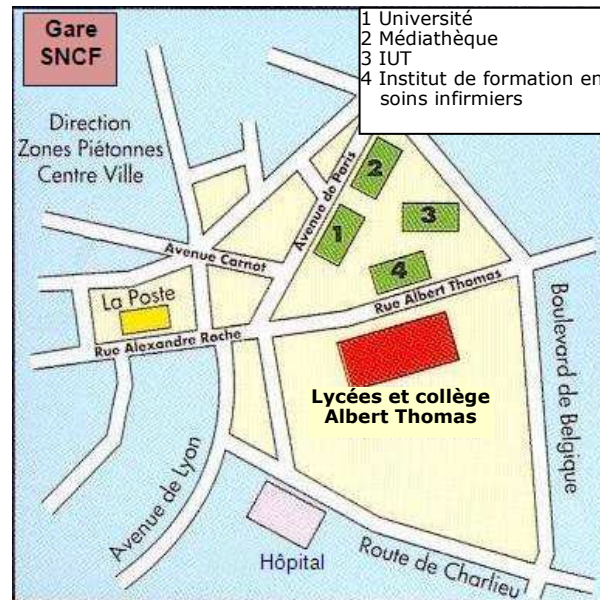 Gare
SNCF
1 Université
2 Médiathèque
3 IUT
4 Institut de formation en
soins infirmiers
Direction
Zones Piétonnes
Centre Ville
Avenue de Paris
2
1
3
4
Avenue Carnot
La Poste
Rue Albert Thomas
Rue Alexandre Roche
Boulevard de Belgique
Lycées et collège
Albert Thomas
Avenue de Lyon
Hôpital
Route de Charlieu